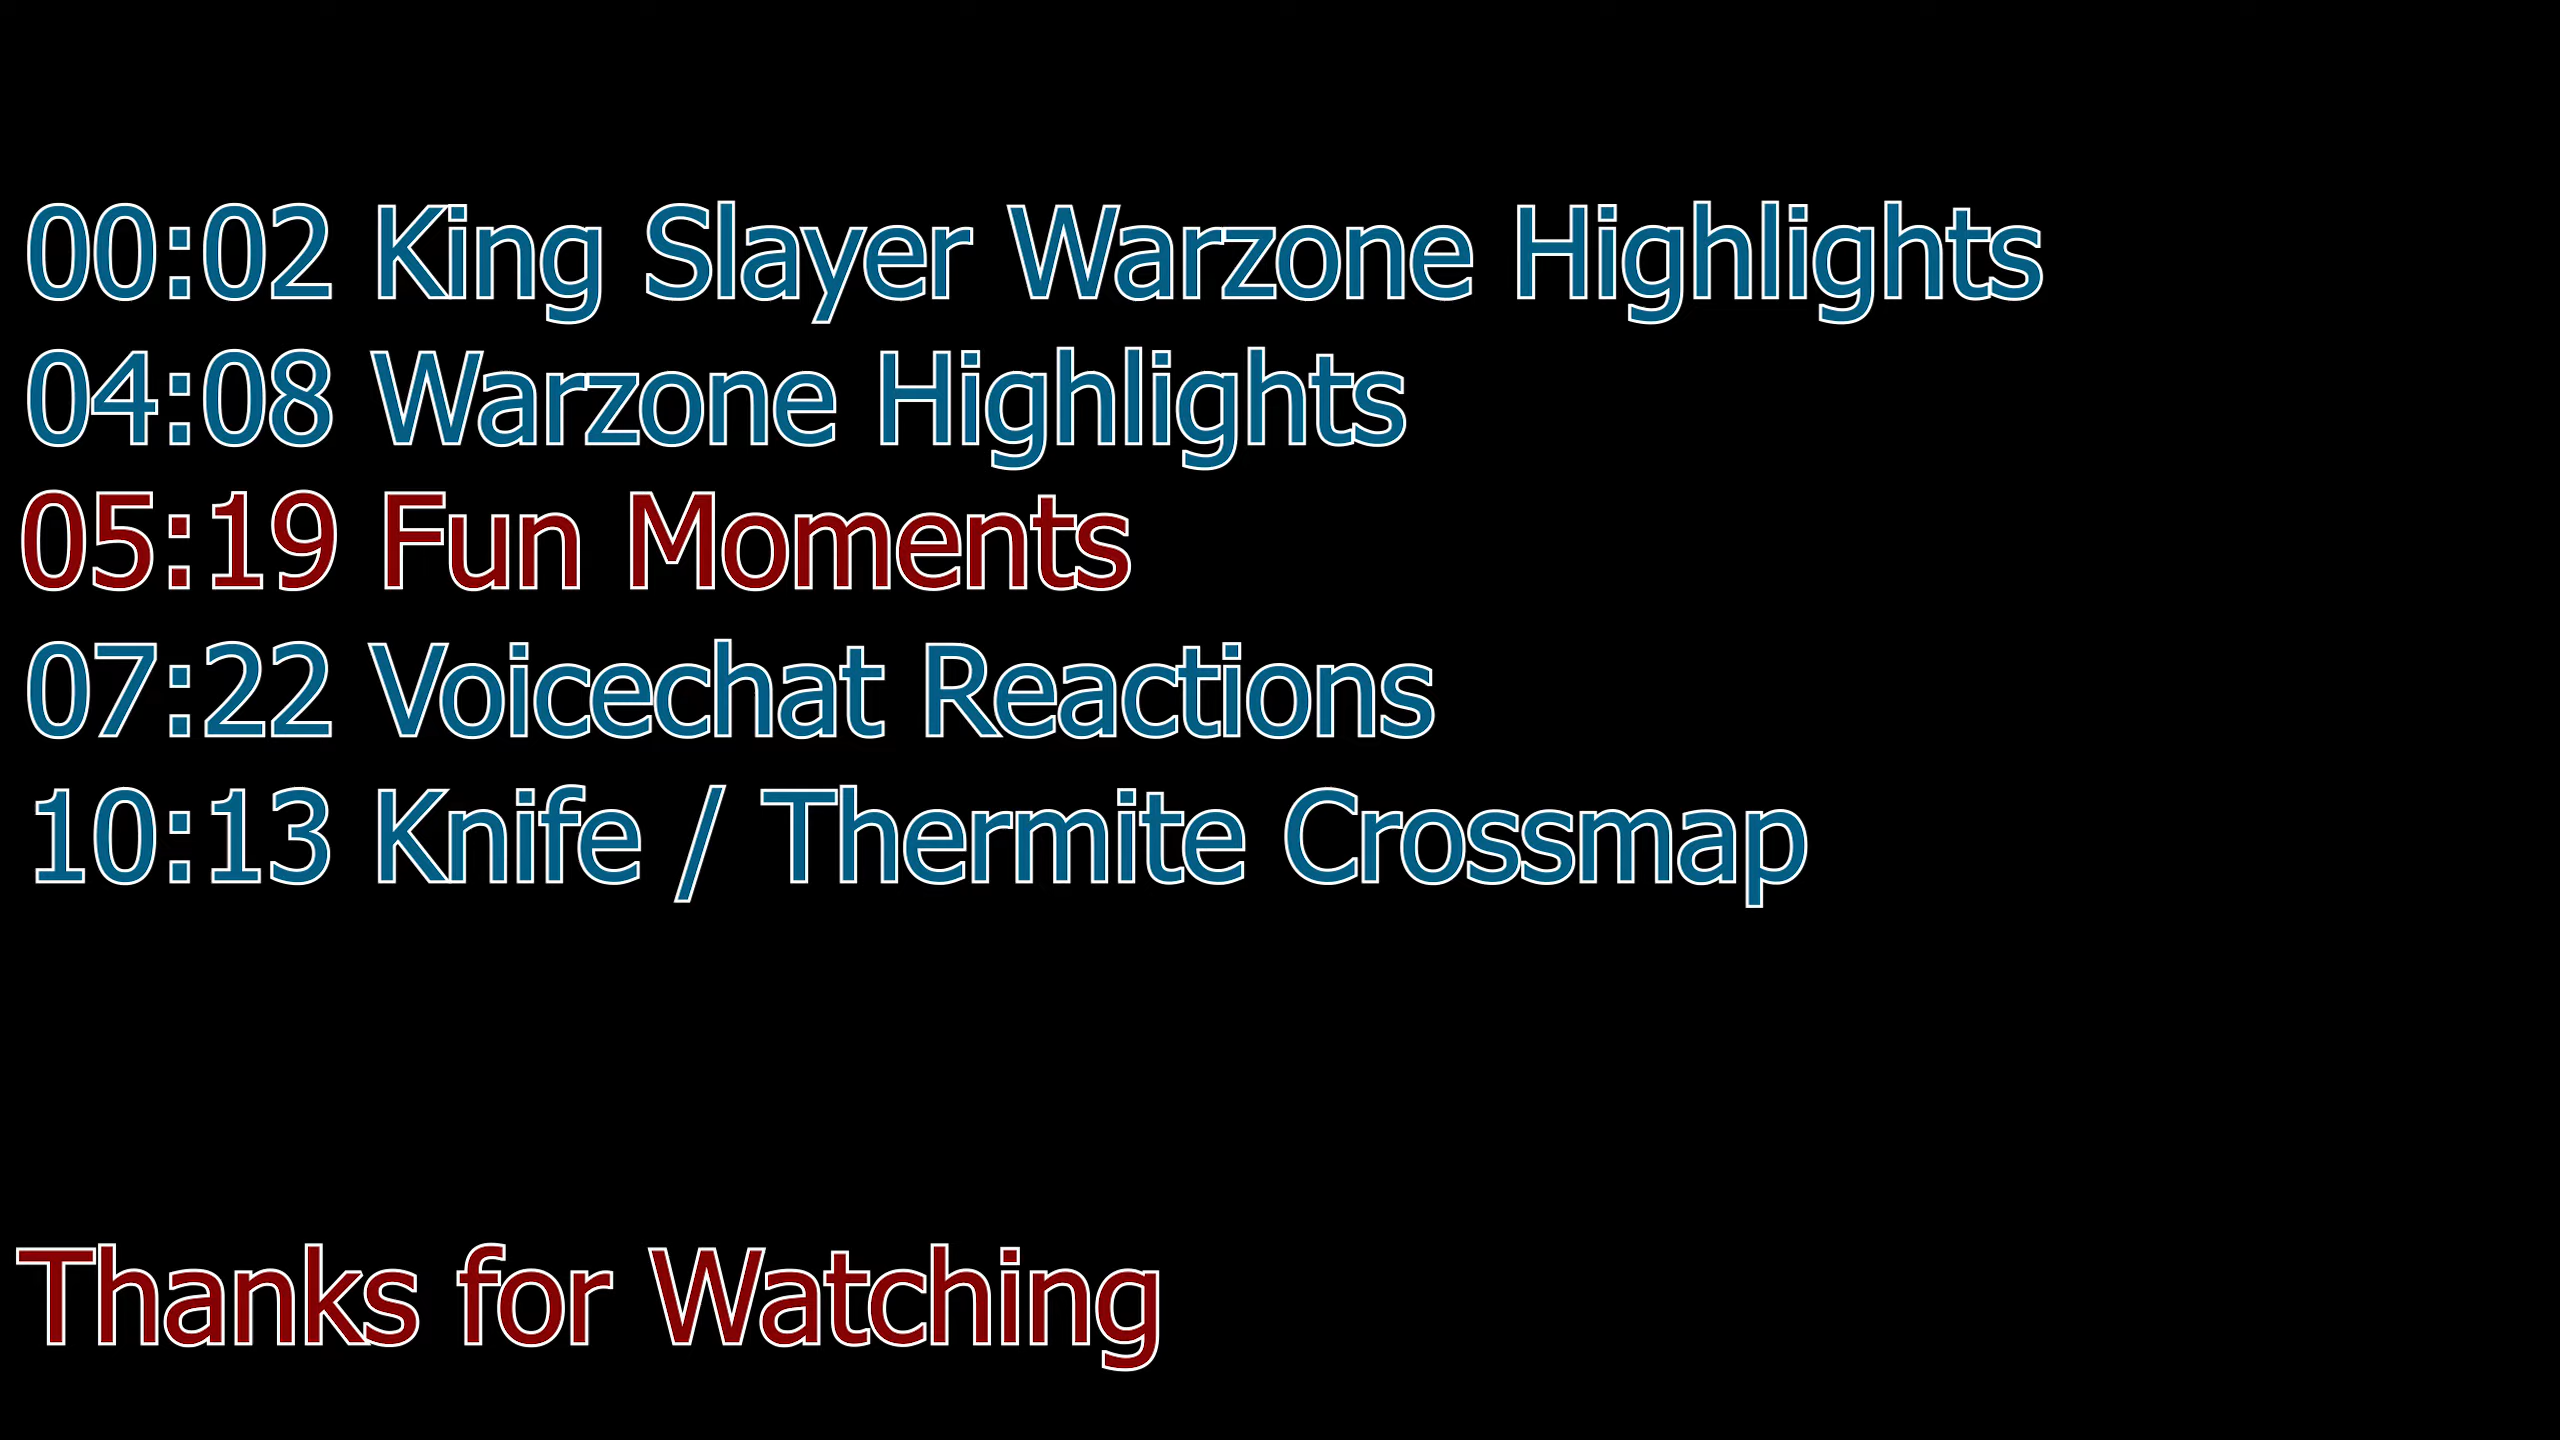 00:02 King Slayer Warzone Highlights
04:08 Warzone Highlights
05:19 Fun Moments
07:22 Voicechat Reactions
10:13 Knife / Thermite Crossmap
Thanks for Watching